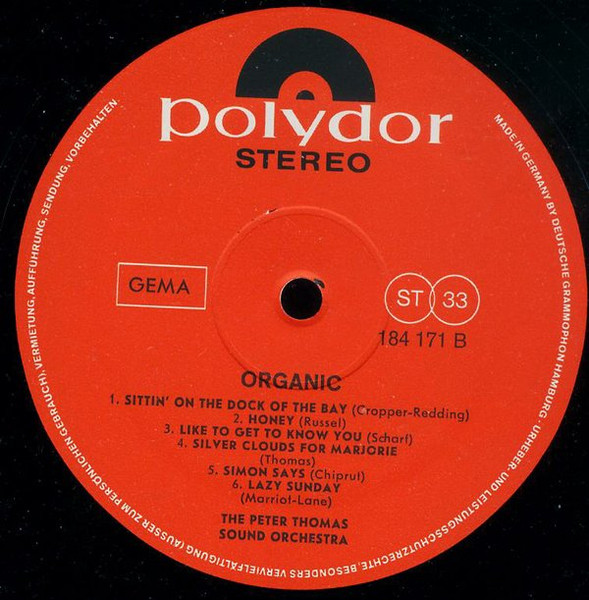 polydor
STEREO
GEMA
ST 33
184 171 B
ORGANIC
1. SITTIN' ON THE DOCK OF THE BAY (Cropper-Redding)
2. HONEY (Russel)
3. LIKE TO GET TO KNOW YOU (Scharf)
4. SILVER CLOUDS FOR MARJORIE
(Thomas)
5. SIMON SAYS (Chiprut)
6. LAZY SUNDAY
(Marriot-Lane)
THE PETER THOMAS
SOUND ORCHESTRA
MADE IN GERMANY BY DEUTSCHE GRAMMOPHON HAMBURG · URHEBER- UND LEISTUNGSSCHUTZRECHTE, BESONDERS VERVIELFÄLTIGUNG (AUSSER ZUM PERSÖNLICHEN GEBRAUCH), VERMIETUNG, AUFFÜHRUNG, SENDUNG, VORBEHALTEN.